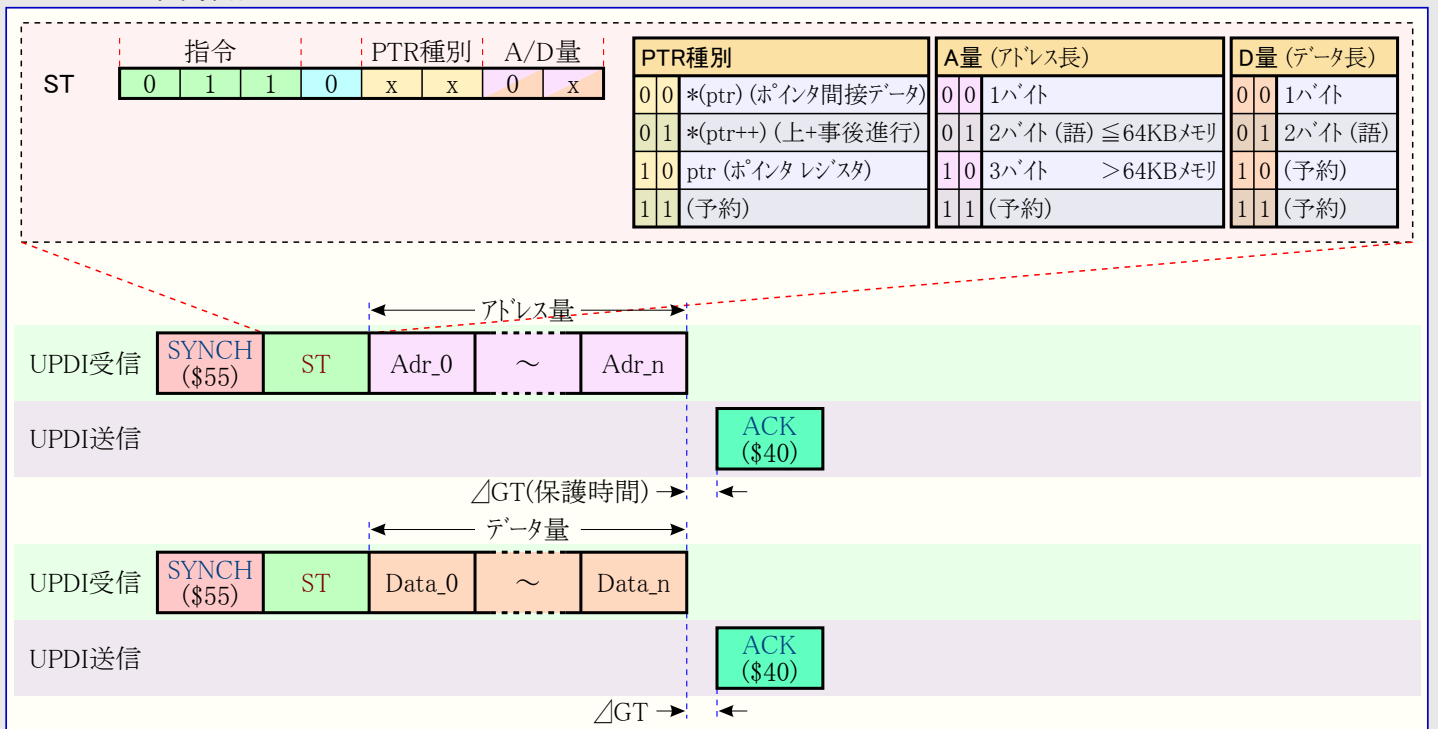 指令 PTR種別 A/D量
ST 0 1 1 0 x x 0 x
PTR種別
0 0 *(ptr) (ポインタ間接データ)
0 1 *(ptr++) (上+事後進行)
1 0 ptr (ポインタ レジスタ)
1 1 (予約)
A量 (アドレス長)
0 0 1バイト
0 1 2バイト (語) ≦64KBメモリ
1 0 3バイト >64KBメモリ
1 1 (予約)
D量 (データ長)
0 0 1バイト
0 1 2バイト (語)
1 0 (予約)
1 1 (予約)
アドレス量
UPDI受信 SYNCH ($55) ST Adr_0 ～ Adr_n
UPDI送信 ACK ($40)
⊿GT(保護時間)
データ量
UPDI受信 SYNCH ($55) ST Data_0 ～ Data_n
UPDI送信 ACK ($40)
⊿GT